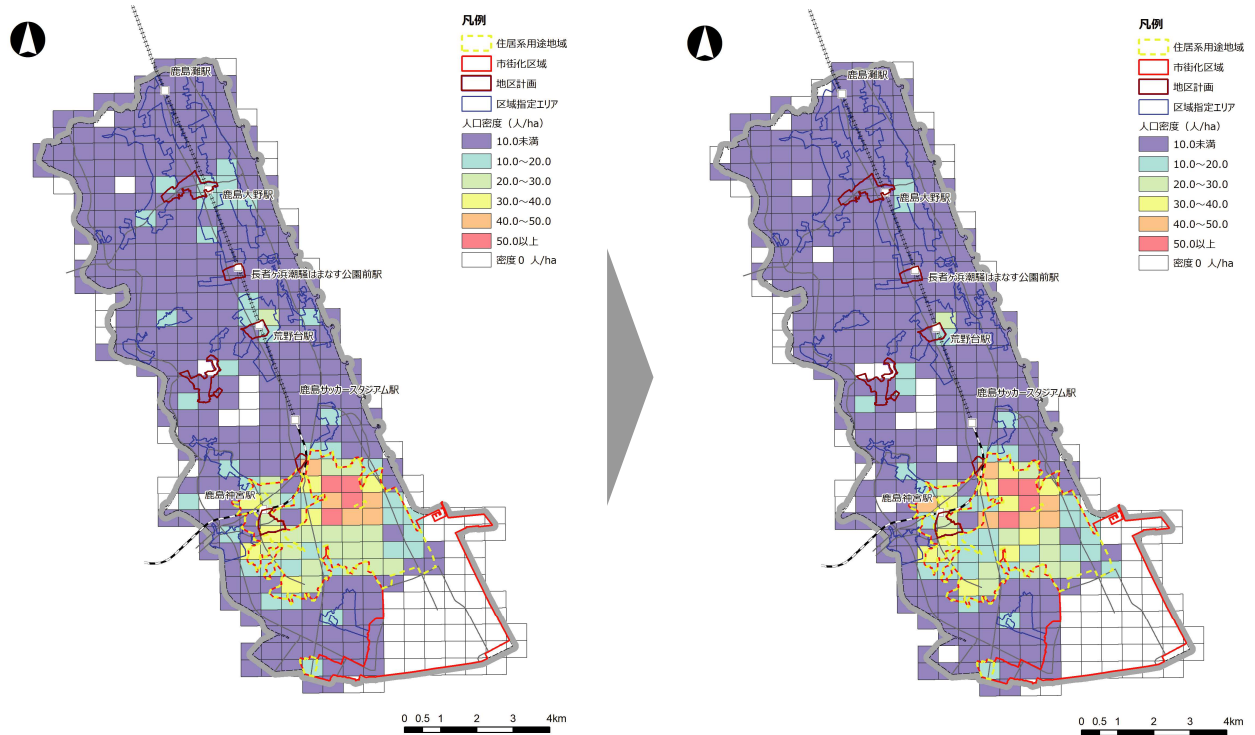 凡例
住居系用途地域
市街化区域
地区計画
区域指定エリア
人口密度（人/ha）
10.0未満
10.0～20.0
20.0～30.0
30.0～40.0
40.0～50.0
50.0以上
密度0 人/ha
鹿島灘駅
鹿島大野駅
長者ヶ浜潮騒はまなす公園前駅
荒野台駅
鹿島サッカースタジアム駅
鹿島神宮駅
0 0.5 1 2 3 4km
凡例
住居系用途地域
市街化区域
地区計画
区域指定エリア
人口密度（人/ha）
10.0未満
10.0～20.0
20.0～30.0
30.0～40.0
40.0～50.0
50.0以上
密度0 人/ha
鹿島灘駅
鹿島大野駅
長者ヶ浜潮騒はまなす公園前駅
荒野台駅
鹿島サッカースタジアム駅
鹿島神宮駅
0 0.5 1 2 3 4km